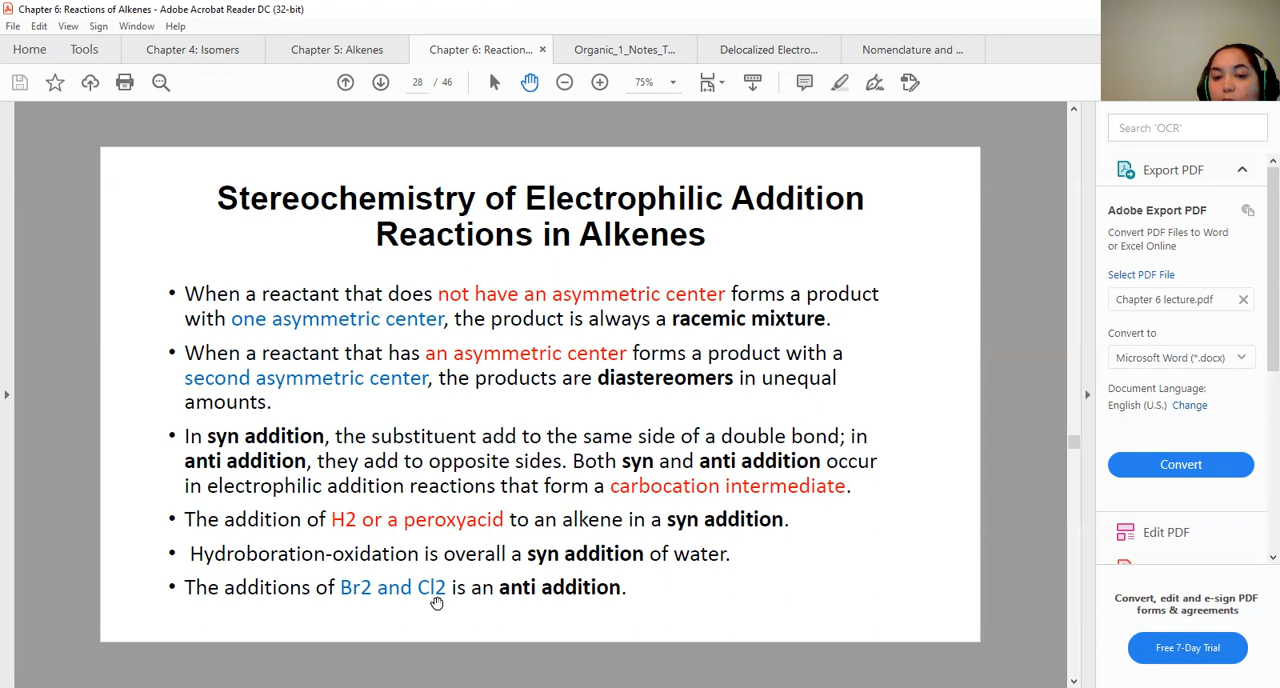 Chapter 6: Reactions of Alkenes - Adobe Acrobat Reader DC (32-bit)
File Edit View Sign Window Help
Home Tools Chapter 4: Isomers Chapter 5: Alkenes Chapter 6: Reaction... × Organic_1_Notes_T... Delocalized Electro... Nomenclature and ...
28 / 46 75%
Search 'OCR'
Export PDF
Adobe Export PDF
Convert PDF Files to Word
or Excel Online
Select PDF File
Chapter 6 lecture.pdf
Convert to
Microsoft Word (*.docx)
Document Language:
English (U.S.) Change
Convert
Edit PDF
Convert, edit and e-sign PDF
forms & agreements
Free 7-Day Trial
Stereochemistry of Electrophilic Addition
Reactions in Alkenes
• When a reactant that does not have an asymmetric center forms a product
with one asymmetric center, the product is always a racemic mixture.
• When a reactant that has an asymmetric center forms a product with a
second asymmetric center, the products are diastereomers in unequal
amounts.
• In syn addition, the substituent add to the same side of a double bond; in
anti addition, they add to opposite sides. Both syn and anti addition occur
in electrophilic addition reactions that form a carbocation intermediate.
• The addition of H2 or a peroxyacid to an alkene in a syn addition.
• Hydroboration-oxidation is overall a syn addition of water.
• The additions of Br2 and Cl2 is an anti addition.